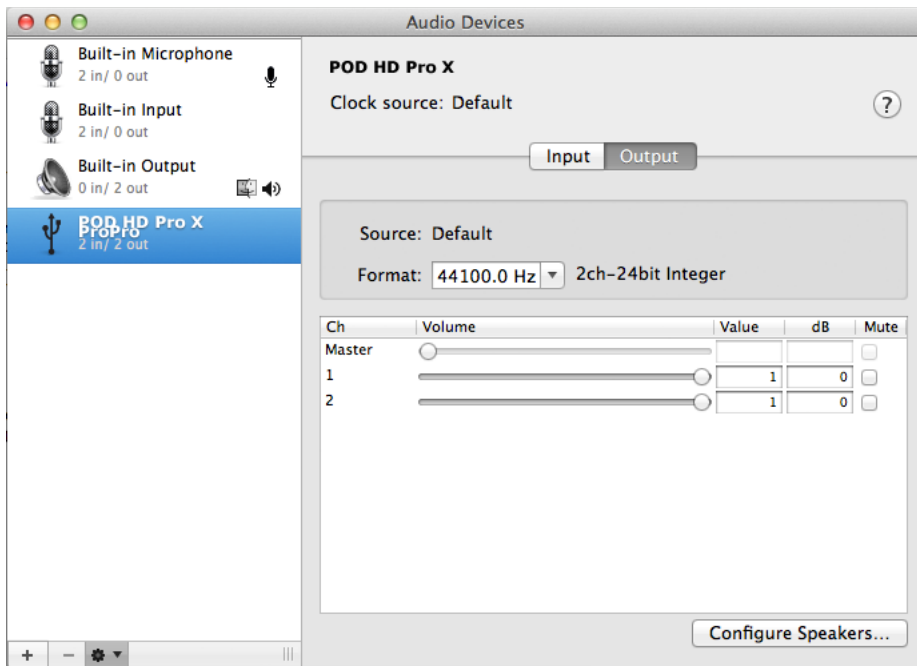 Audio Devices
Built-in Microphone
2 in/ 0 out
Built-in Input
2 in/ 0 out
Built-in Output
0 in/ 2 out
POD HD Pro X
ProPro
2 in/ 2 out
POD HD Pro X
Clock source: Default
?
Input Output
Source: Default
Format: 44100.0 Hz 2ch-24bit Integer
Ch Volume Value dB Mute
Master
1 1 0
2 1 0
Configure Speakers...